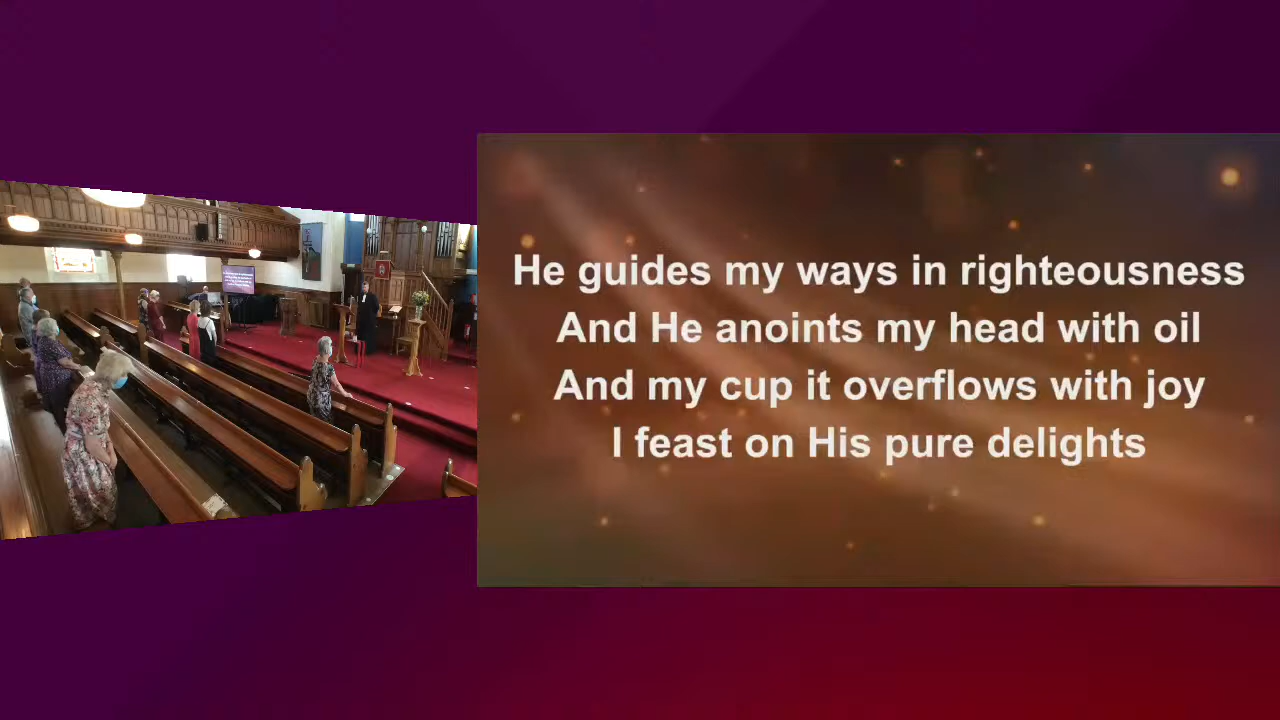 He guides my ways in righteousness
And He anoints my head with oil
And my cup it overflows with joy
I feast on His pure delights